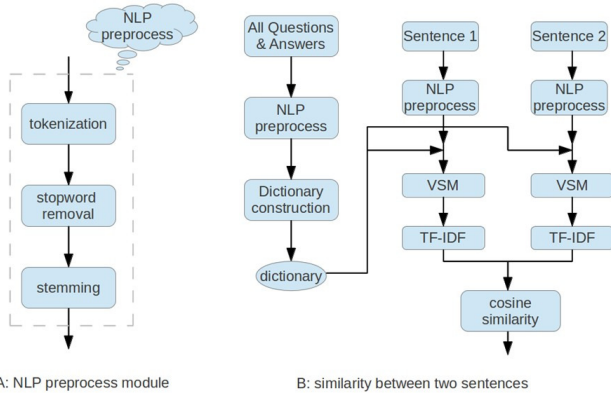 NLP
preprocess
tokenization
stopword
removal
stemming
A: NLP preprocess module
All Questions
& Answers
NLP
preprocess
Dictionary
construction
dictionary
Sentence 1
NLP
preprocess
VSM
TF-IDF
Sentence 2
NLP
preprocess
VSM
TF-IDF
cosine
similarity
B: similarity between two sentences